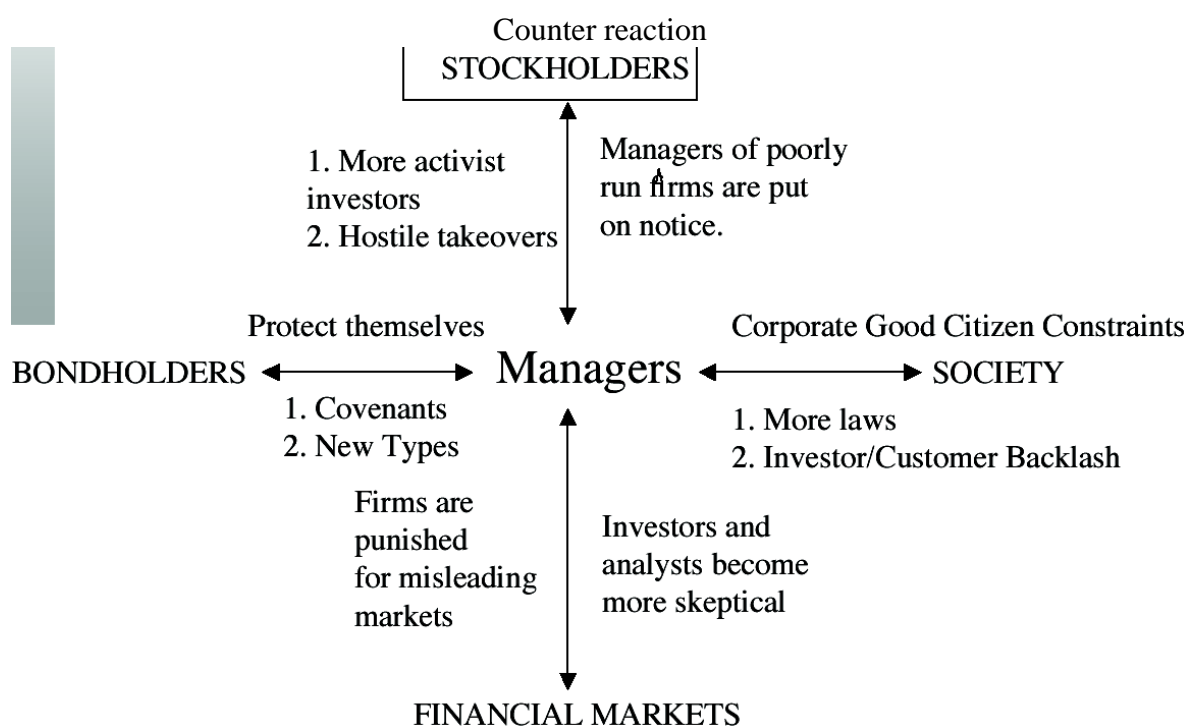 Counter reaction
STOCKHOLDERS
1. More activist
investors
2. Hostile takeovers
Managers of poorly
run firms are put
on notice.
Protect themselves
Corporate Good Citizen Constraints
BONDHOLDERS
Managers
SOCIETY
1. Covenants
2. New Types
1. More laws
2. Investor/Customer Backlash
Firms are
punished
for misleading
markets
Investors and
analysts become
more skeptical
FINANCIAL MARKETS